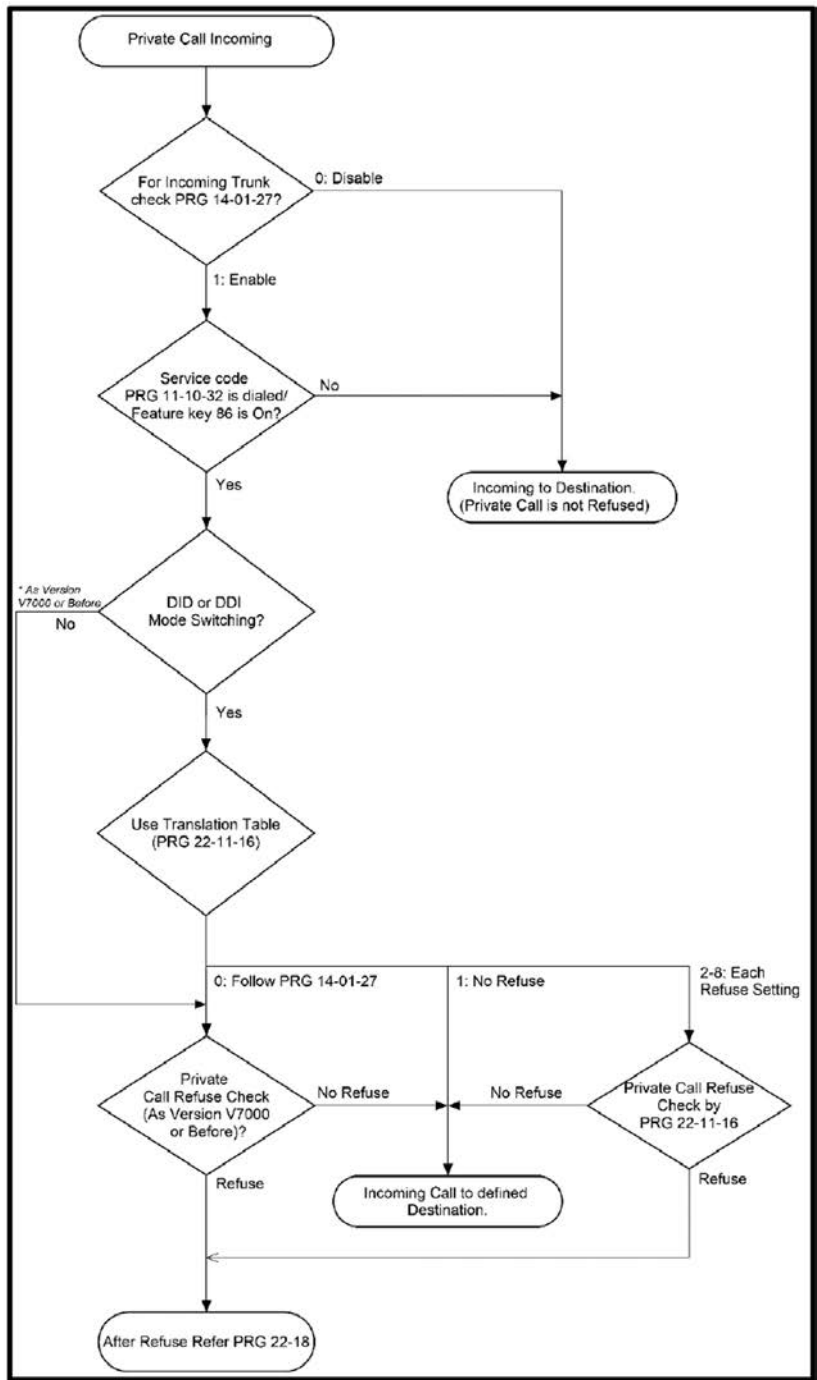 Private Call Incoming
For Incoming Trunk
check PRG 14-01-27?
0: Disable
1: Enable
Service code
PRG 11-10-32 is dialed/
Feature key 86 is On?
No
Yes
Incoming to Destination.
(Private Call is not Refused)
* As Version
V7000 or Before
No
DID or DDI
Mode Switching?
Yes
Use Translation Table
(PRG 22-11-16)
0: Follow PRG 14-01-27
1: No Refuse
2-8: Each
Refuse Setting
Private
Call Refuse Check
(As Version V7000
or Before)?
No Refuse
No Refuse
Private Call Refuse
Check by
PRG 22-11-16
Refuse
Refuse
Incoming Call to defined
Destination.
After Refuse Refer PRG 22-18